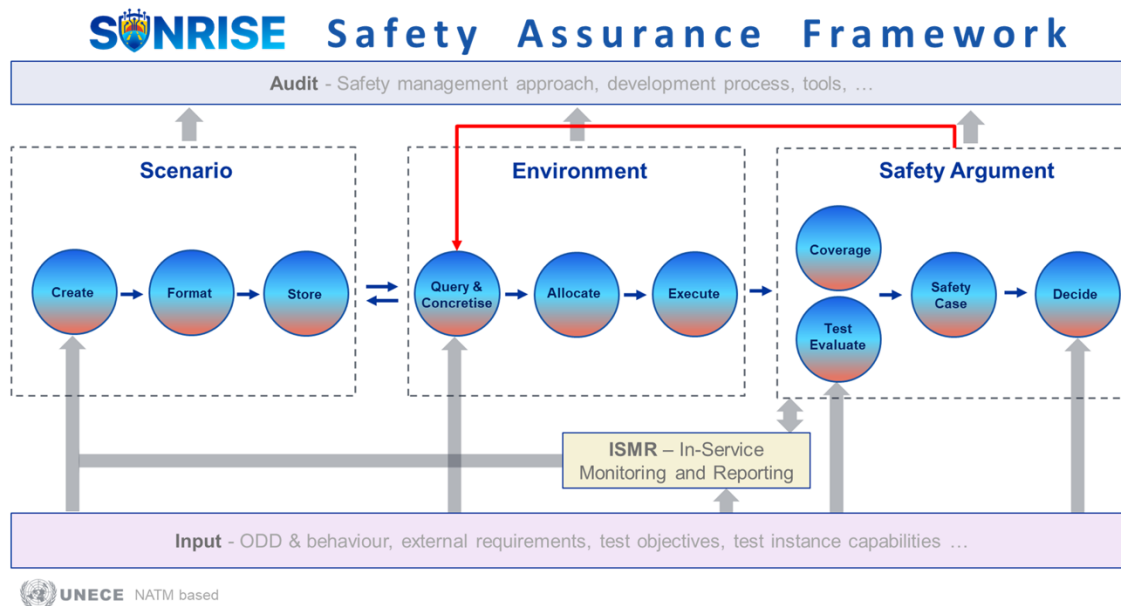 SUNRISE Safety Assurance Framework
Audit - Safety management approach, development process, tools, …
Scenario
Environment
Safety Argument
Create
Format
Store
Query &
Concretise
Allocate
Execute
Coverage
Test
Evaluate
Safety
Case
Decide
ISMR – In-Service
Monitoring and Reporting
Input - ODD & behaviour, external requirements, test objectives, test instance capabilities …
UNECE NATM based